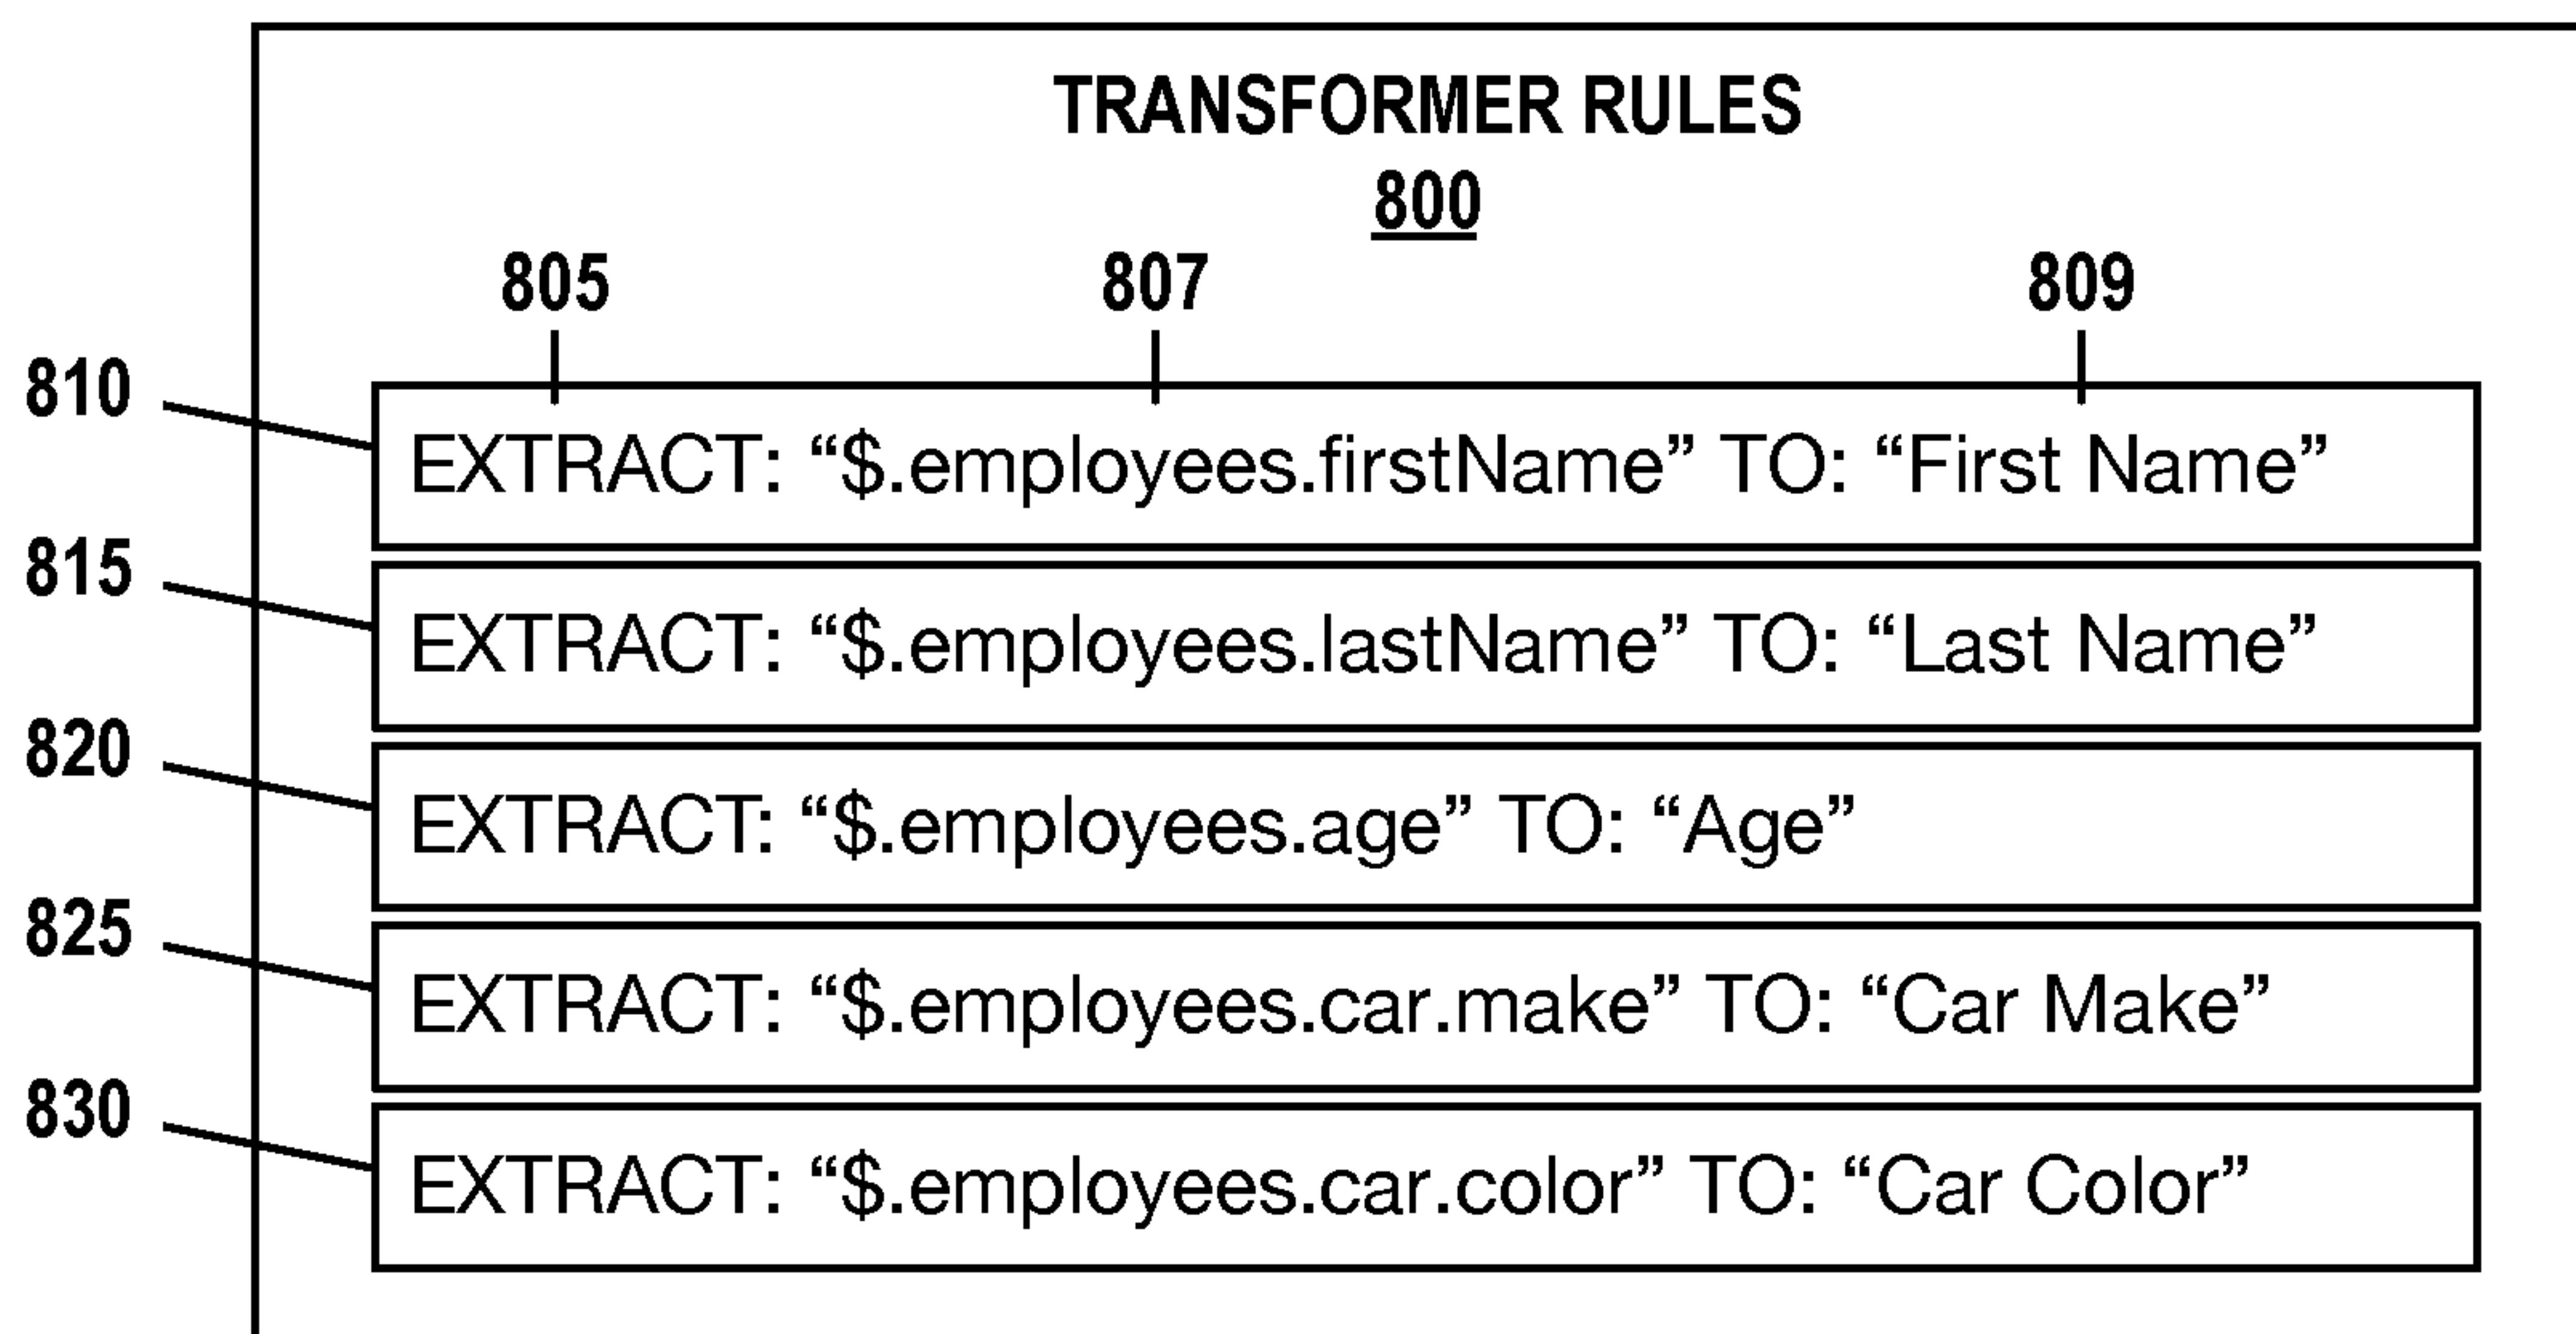 TRANSFORMER RULES
800
805 807 809
810
EXTRACT: “$.employees.firstName” TO: “First Name”
815
EXTRACT: “$.employees.lastName” TO: “Last Name”
820
EXTRACT: “$.employees.age” TO: “Age”
825
EXTRACT: “$.employees.car.make” TO: “Car Make”
830
EXTRACT: “$.employees.car.color” TO: “Car Color”